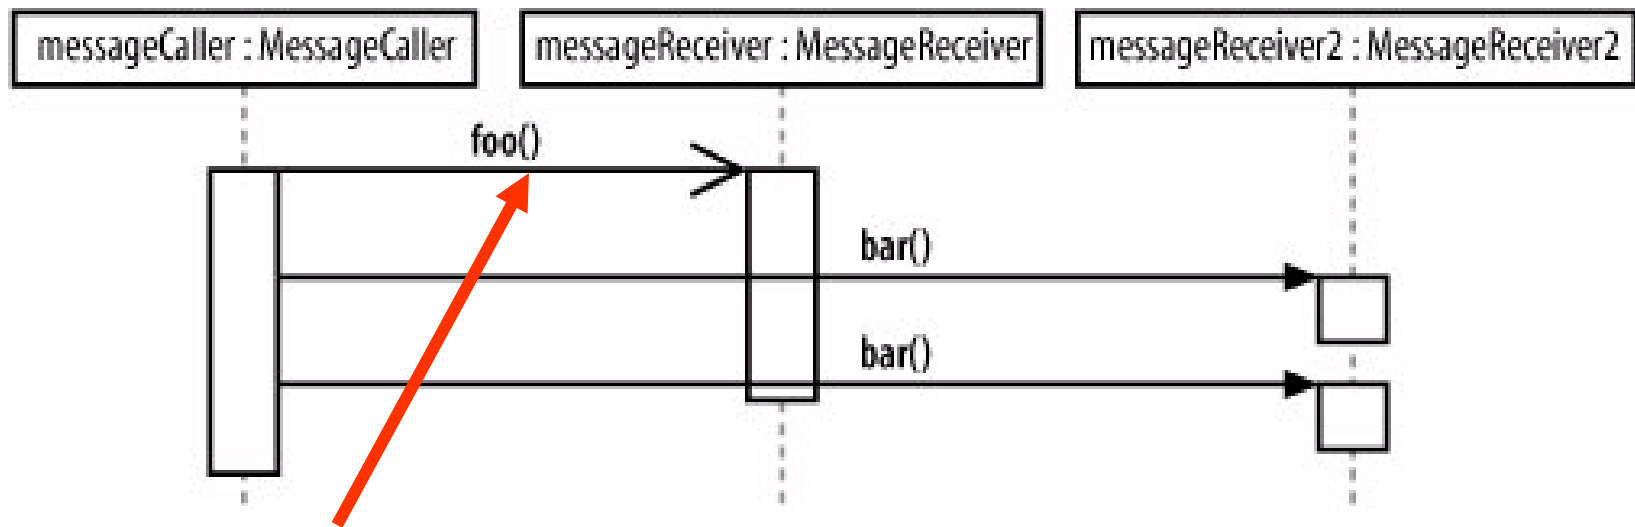 messageCaller : MessageCaller
messageReceiver : MessageReceiver
messageReceiver2 : MessageReceiver2
foo()
bar()
bar()